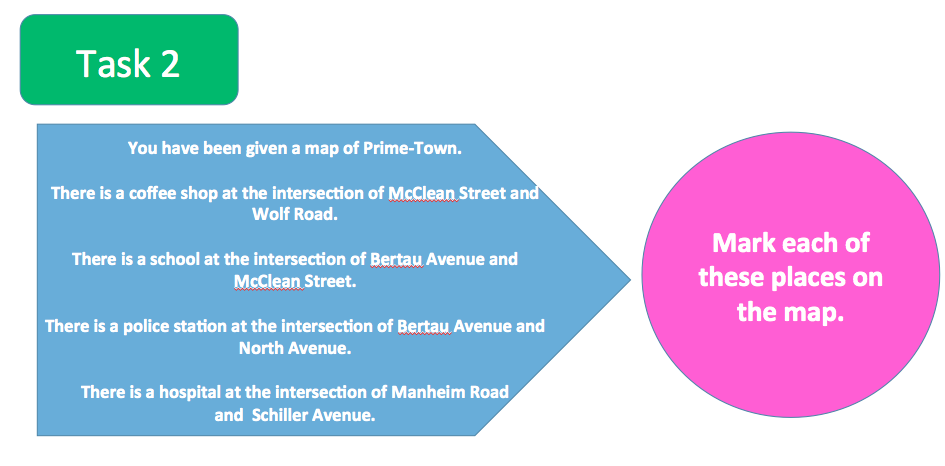 Task 2
You have been given a map of Prime-Town.
There is a coffee shop at the intersection of McClean Street and
Wolf Road.
There is a school at the intersection of Bertau Avenue and
McClean Street.
There is a police station at the intersection of Bertau Avenue and
North Avenue.
There is a hospital at the intersection of Manheim Road
and Schiller Avenue.
Mark each of
these places on
the map.